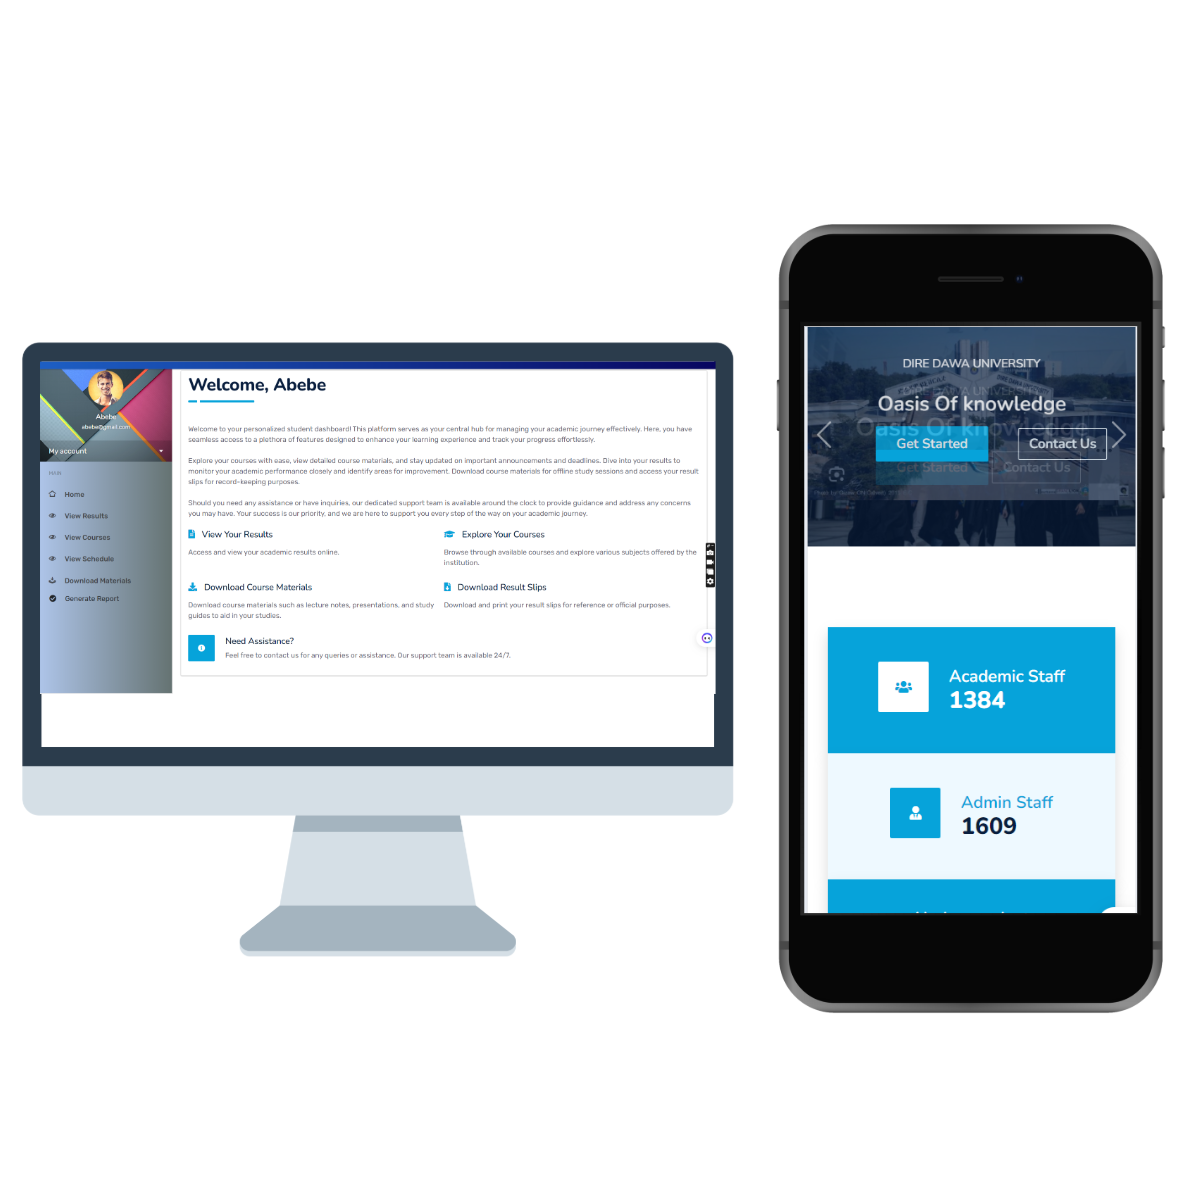 Abebe
abebe@gmail.com
My account
MAIN
Home
View Results
View Courses
View Schedule
Download Materials
Generate Report
Welcome, Abebe
Welcome to your personalized student dashboard! This platform serves as your central hub for managing your academic journey effectively. Here, you have
seamless access to a plethora of features designed to enhance your learning experience and track your progress effortlessly.
Explore your courses with ease, view detailed course materials, and stay updated on important announcements and deadlines. Dive into your results to
monitor your academic performance closely and identify areas for improvement. Download course materials for offline study sessions and access your result
slips for record-keeping purposes.
Should you need any assistance or have inquiries, our dedicated support team is available around the clock to provide guidance and address any concerns
you may have. Your success is our priority, and we are here to support you every step of the way on your academic journey.
View Your Results
Access and view your academic results online.
Explore Your Courses
Browse through available courses and explore various subjects offered by the
institution.
Download Course Materials
Download course materials such as lecture notes, presentations, and study
guides to aid in your studies.
Download Result Slips
Download and print your result slips for reference or official purposes.
Need Assistance?
Feel free to contact us for any queries or assistance. Our support team is available 24/7.
DIRE DAWA UNIVERSITY
DIRE DAWA UNIVERSITY
Oasis Of knowledge
Oasis Of knowledge
Get Started
Contact Us
Get Started
Contact Us
Academic Staff
1384
Admin Staff
1609